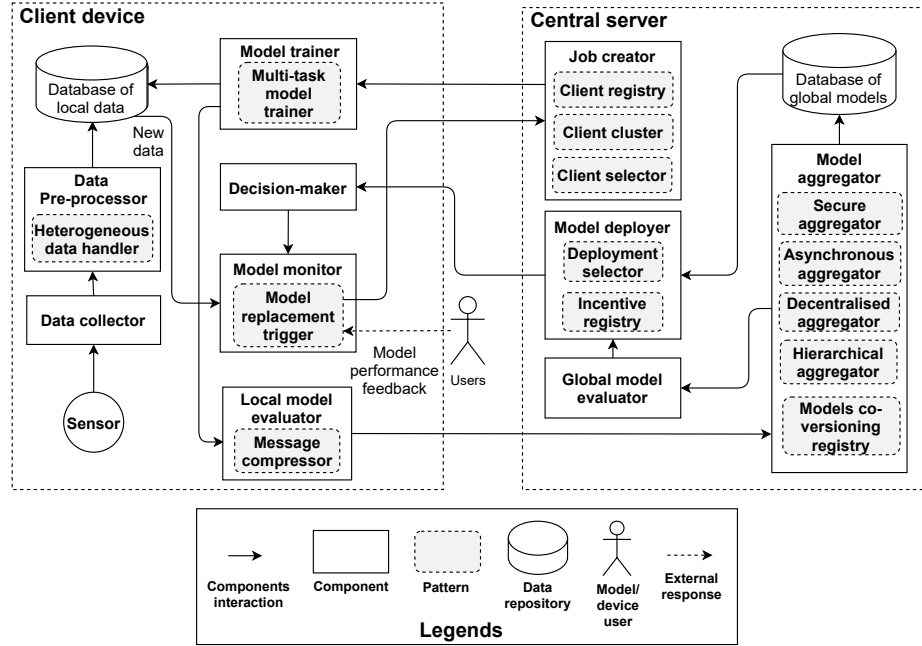 Client device
Database of
local data
New
data
Model trainer
Multi-task
model
trainer
Data
Pre-processor
Heterogeneous
data handler
Decision-maker
Model monitor
Model
replacement
trigger
Data collector
Model
performance
feedback
Users
Sensor
Local model
evaluator
Message
compressor
Central server
Job creator
Client registry
Client cluster
Client selector
Database of
global models
Model deployer
Deployment
selector
Incentive
registry
Global model
evaluator
Model
aggregator
Secure
aggregator
Asynchronous
aggregator
Decentralised
aggregator
Hierarchical
aggregator
Models co-
versioning
registry
Components
interaction
Component
Pattern
Data
repository
Model/
device
user
External
response
Legends